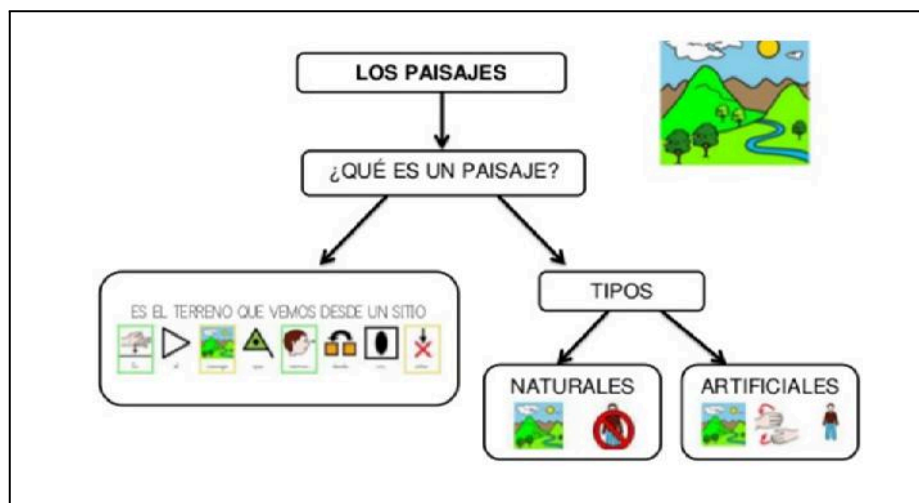 LOS PAISAJES
¿QUÉ ES UN PAISAJE?
ES EL TERRENO QUE VEMOS DESDE UN SITIO
TIPOS
NATURALES
ARTIFICIALES